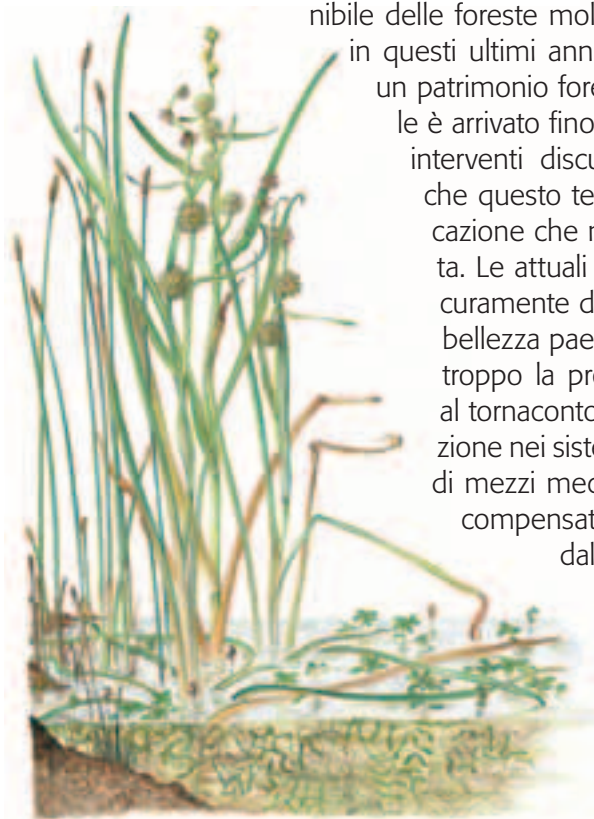 nibile delle foreste mol
in questi ultimi ann
un patrimonio fore
le è arrivato fino
interventi discu
che questo te
cazione che r
ta. Le attuali
curamente d
bellezza pae
troppo la pr
al tornaconto
zione nei siste
di mezzi med
compensat
dal